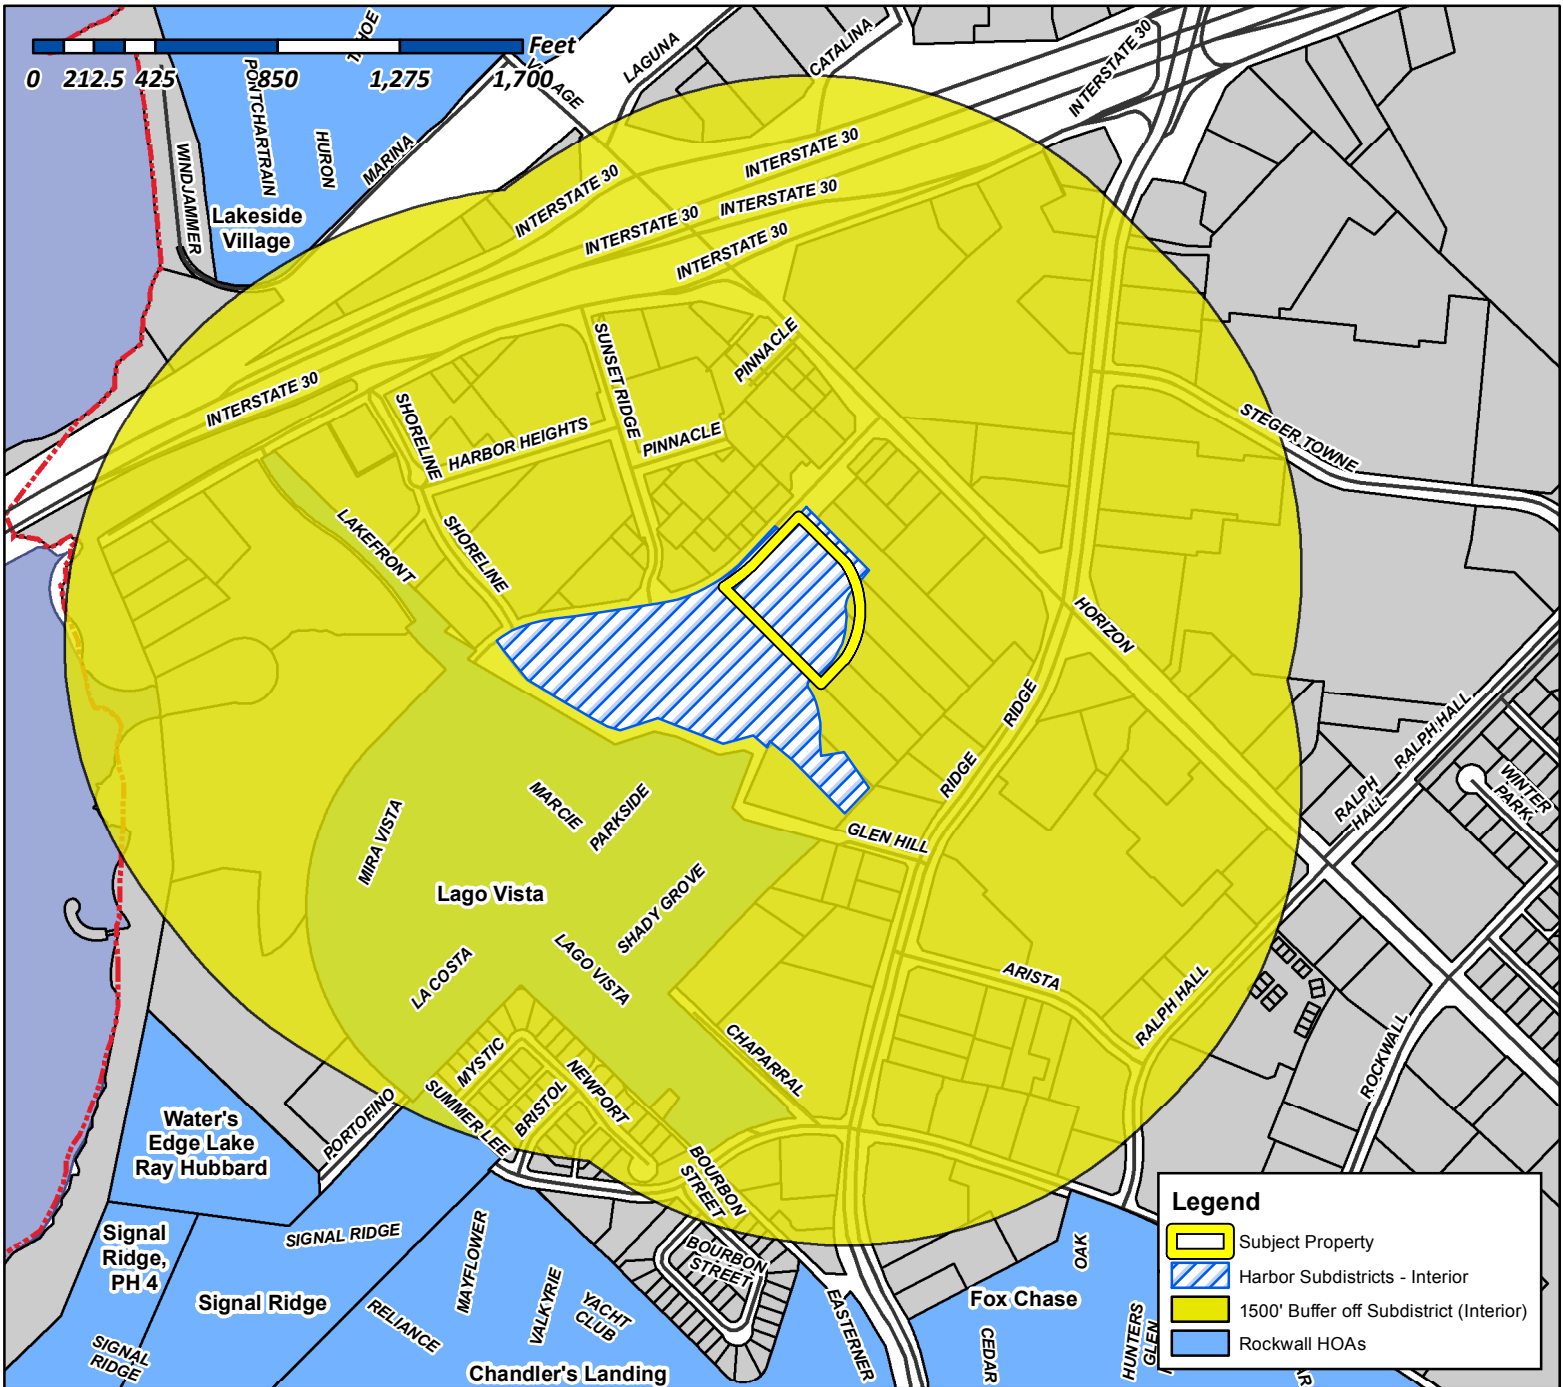 Feet
0 212.5 425 850 1,275 1,700
PONTCHARTRAIN
HURON
MARINA
WINDJAMMER
Lakeside
Village
LAGUNA
CATALINA
INTERSTATE 30
INTERSTATE 30
INTERSTATE 30
INTERSTATE 30
INTERSTATE 30
INTERSTATE 30
INTERSTATE 30
SUNSET RIDGE
PINNACLE
SHORELINE
HARBOR HEIGHTS
PINNACLE
STEGER TOWNE
LAKEFRONT
SHORELINE
HORIZON
RIDGE
RIDGE
RALPH HALL
RALPH
HALL
WINTER
PARK
MARCIE
PARKSIDE
MIRA VISTA
GLEN HILL
Lago Vista
SHADY GROVE
LAGO VISTA
LA COSTA
ARISTA
RALPH HALL
CHAPARRAL
ROCKWALL
MYSTIC
NEWPORT
SUMMER LEE
BRISTOL
PORTOFINO
Water's
Edge Lake
Ray Hubbard
BOURBON
STREET
SIGNAL RIDGE
Signal
Ridge,
PH 4
MAYFLOWER
BOURBON
STREET
OAK
Signal Ridge
VALKYRIE
YACHT
CLUB
RELIANCE
EASTERNER
Fox Chase
SIGNAL
RIDGE
CEDAR
HUNTERS
GLEN
Chandler's Landing
Legend
Subject Property
Harbor Subdistricts - Interior
1500' Buffer off Subdistrict (Interior)
Rockwall HOAs